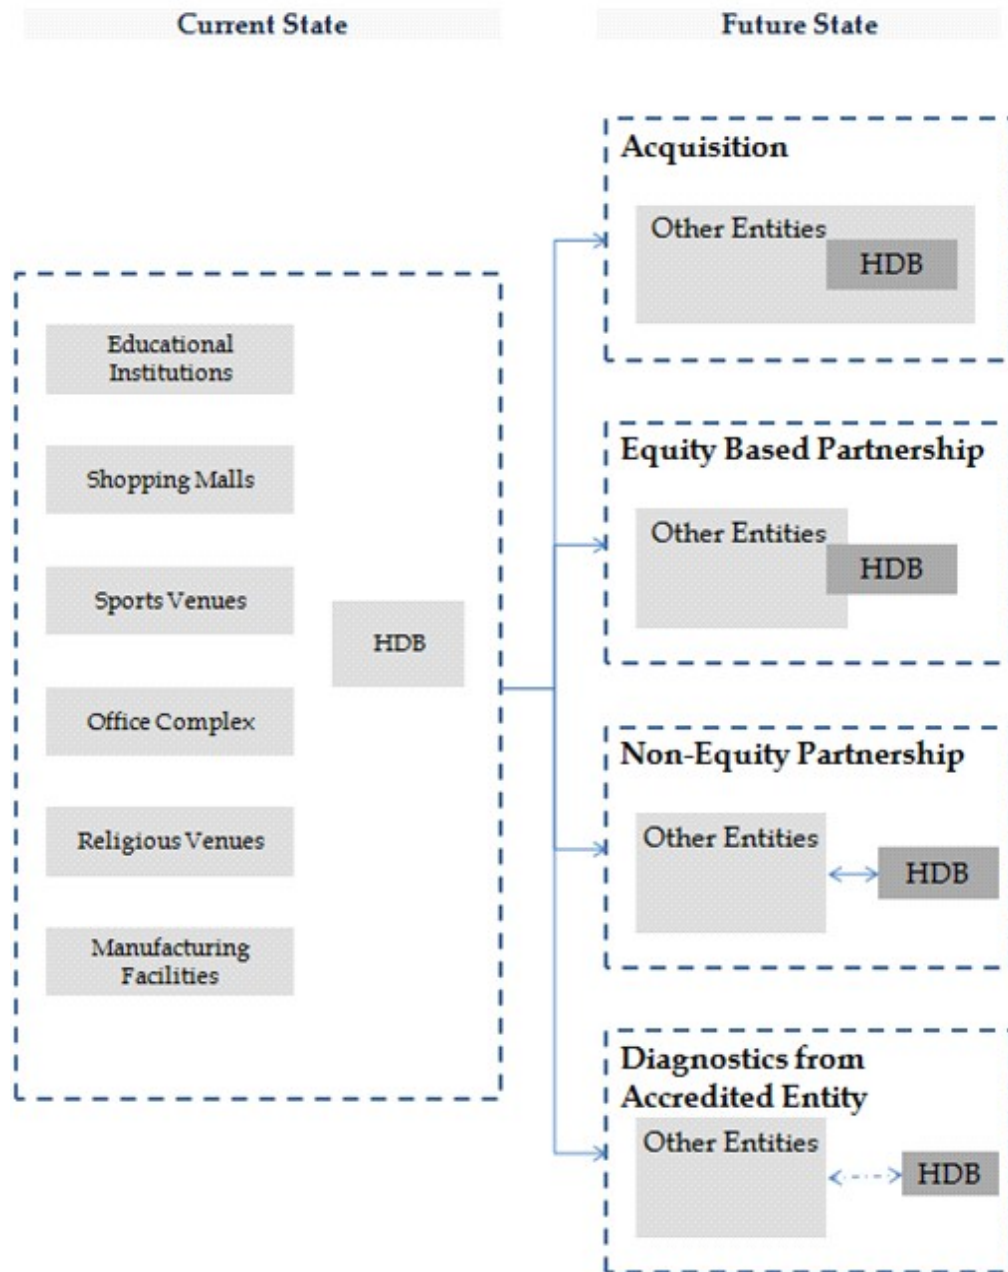 Current State
Future State
Educational
Institutions
Shopping Malls
Sports Venues
Office Complex
Religious Venues
Manufacturing
Facilities
HDB
Acquisition
Other Entities
HDB
Equity Based Partnership
Other Entities
HDB
Non-Equity Partnership
Other Entities
HDB
Diagnostics from
Accredited Entity
Other Entities
HDB